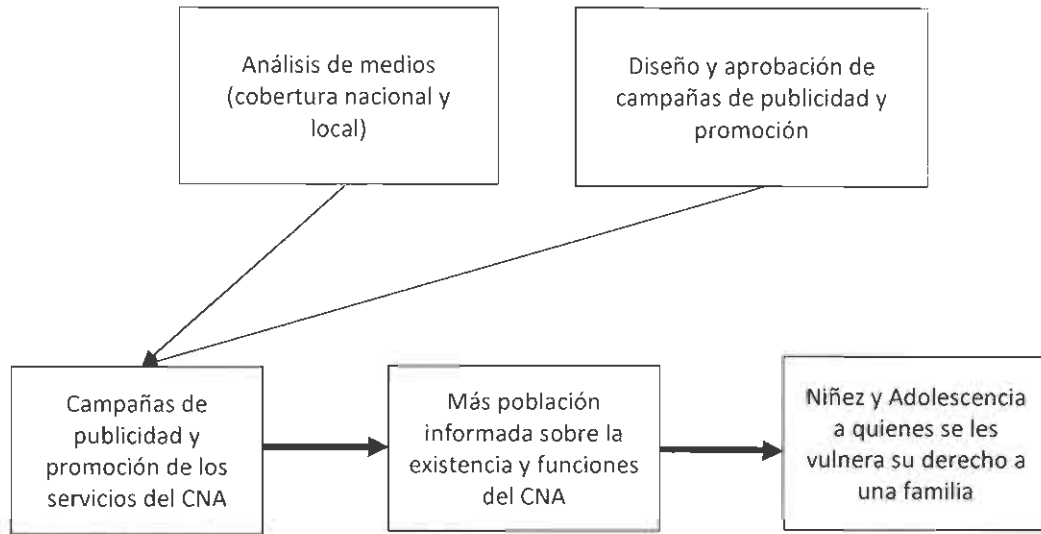 Análisis de medios
(cobertura nacional y
local)
Diseño y aprobación de
campañas de publicidad y
promoción
Campañas de
publicidad y
promoción de los
servicios del CNA
Más población
informada sobre la
existencia y funciones
del CNA
Niñez y Adolescencia
a quienes se les
vulnera su derecho a
una familia